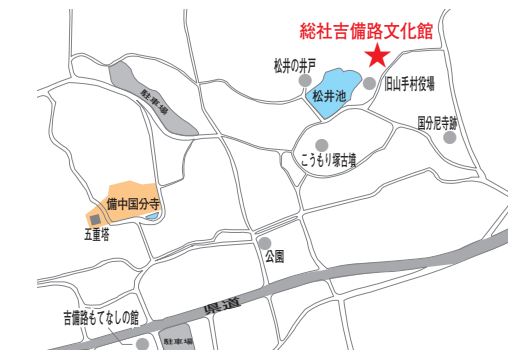 総社吉備路文化館
松井の井戸
旧山手村役場
松井池
駐車場
国分尼寺跡
こうもり塚古墳
備中国分寺
五重塔
公園
県道
吉備路もてなしの館
駐車場